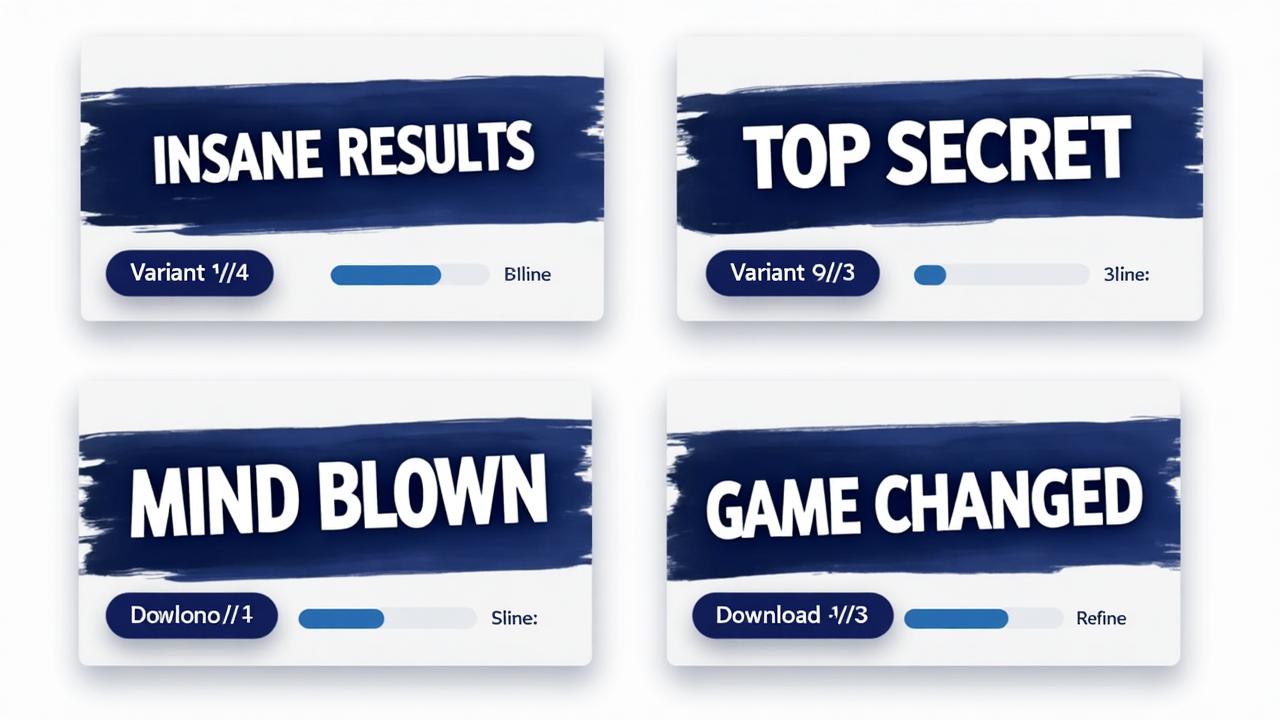 INSANE RESULTS
Variant 1//4
Bliine
TOP SECRET
Variant 9//3
3line:
MIND BLOWN
Dowlono//1
Sline:
GAME CHANGED
Download -1//3
Refine